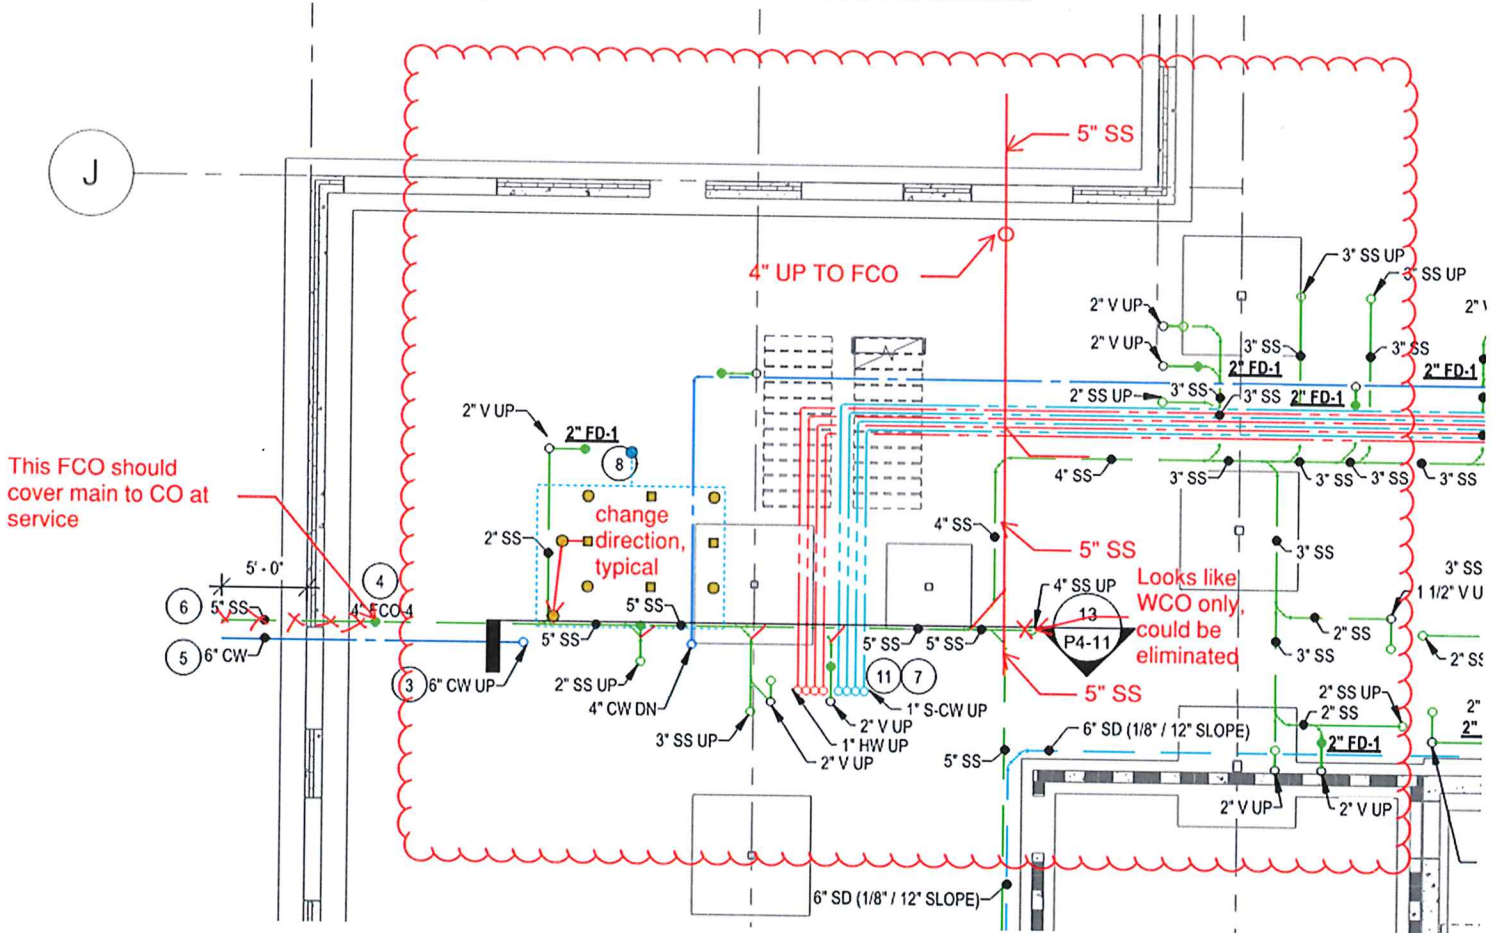 J
5" SS
4" UP TO FCO
3" SS UP
3" SS UP
2" V UP
2" V UP
3" SS
3" SS
2" FD-1
2" FD-1
2" SS UP
3" SS
2" FD-1
3" SS
2" V UP
2" FD-1
8
This FCO should
cover main to CO at
service
change
direction,
typical
4" SS
3" SS
3" SS
3" SS
3" SS
4" SS
2" SS
5" SS
3" SS
5' - 0"
4
6
5" SS
4" FCO-4
5" SS
5" SS
5" SS
5" SS
4" SS UP
13
P4-11
Looks like
WCO only,
could be
eliminated
3" SS
1 1/2" V U
2" SS
3" SS
2" SS
5
6" CW
3
6" CW UP
2" SS UP
4" CW DN
11
7
1" S-CW UP
5" SS
2" SS UP
2" SS
2"
2"
3" SS UP
2" V UP
1" HW UP
2" V UP
5" SS
6" SD (1/8" / 12" SLOPE)
2" FD-1
2" V UP
2" V UP
6" SD (1/8" / 12" SLOPE)